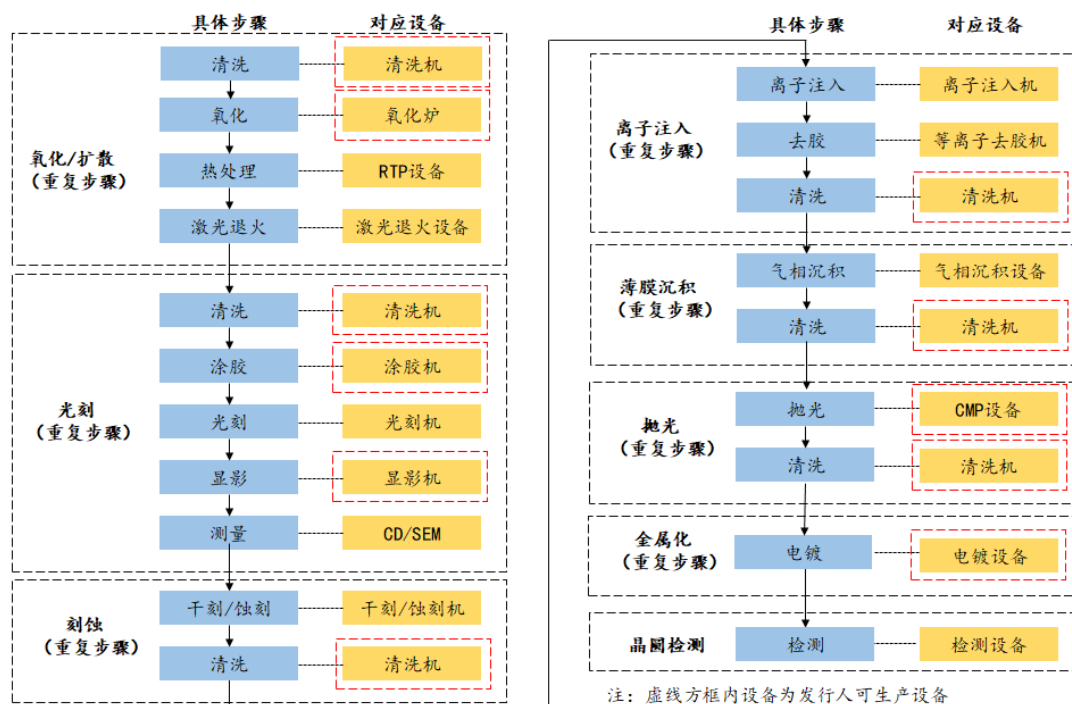 具体步骤 对应设备
清洗 清洗机
氧化 氧化炉
氧化/扩散
(重复步骤)
热处理 RTP设备
激光退火 激光退火设备
清洗 清洗机
涂胶 涂胶机
光刻
(重复步骤)
光刻 光刻机
显影 显影机
测量 CD/SEM
干刻/蚀刻 干刻/蚀刻机
刻蚀
(重复步骤)
清洗 清洗机
具体步骤 对应设备
离子注入 离子注入机
离子注入
(重复步骤)
去胶 等离子去胶机
清洗 清洗机
气相沉积 气相沉积设备
薄膜沉积
(重复步骤)
清洗 清洗机
抛光 CMP设备
抛光
(重复步骤)
清洗 清洗机
金属化
(重复步骤)
电镀 电镀设备
晶圆检测 检测 检测设备
注：虚线方框内设备为发行人可生产设备